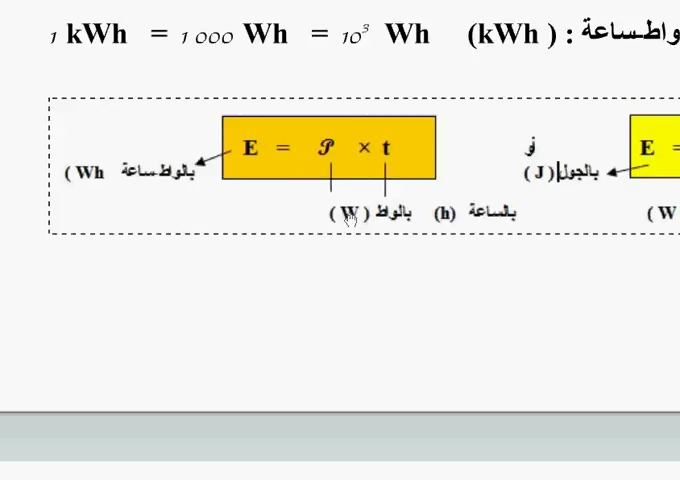 1 kWh = 1 000 Wh = 10³ Wh (kWh) : واط-ساعة
E = 𝒫 × t أو E =
(Wh بالواط-ساعة (J) بالجول
(W) بالواط (h) بالساعة (W